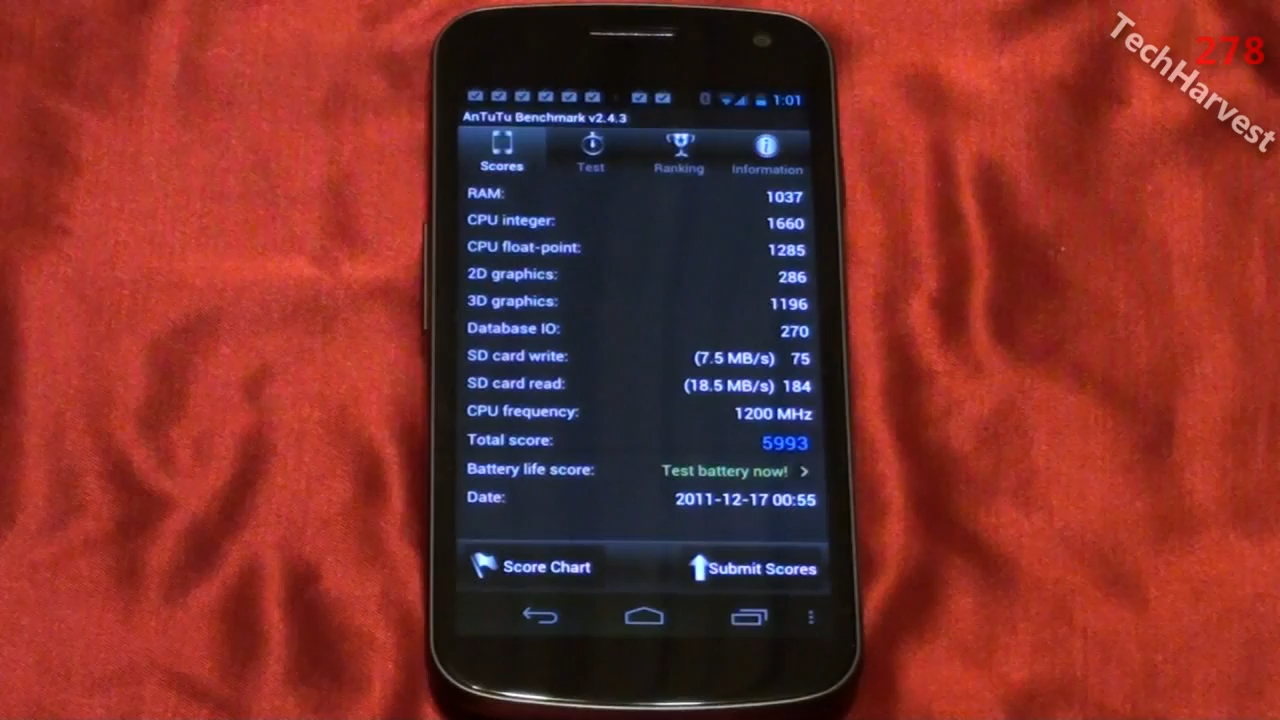 1:01
AnTuTu Benchmark v2.4.3
Scores Test Ranking Information
RAM: 1037
CPU integer: 1660
CPU float-point: 1285
2D graphics: 286
3D graphics: 1196
Database IO: 270
SD card write: (7.5 MB/s) 75
SD card read: (18.5 MB/s) 184
CPU frequency: 1200 MHz
Total score: 5993
Battery life score: Test battery now! >
Date: 2011-12-17 00:55
Score Chart Submit Scores
278
TechHarvest